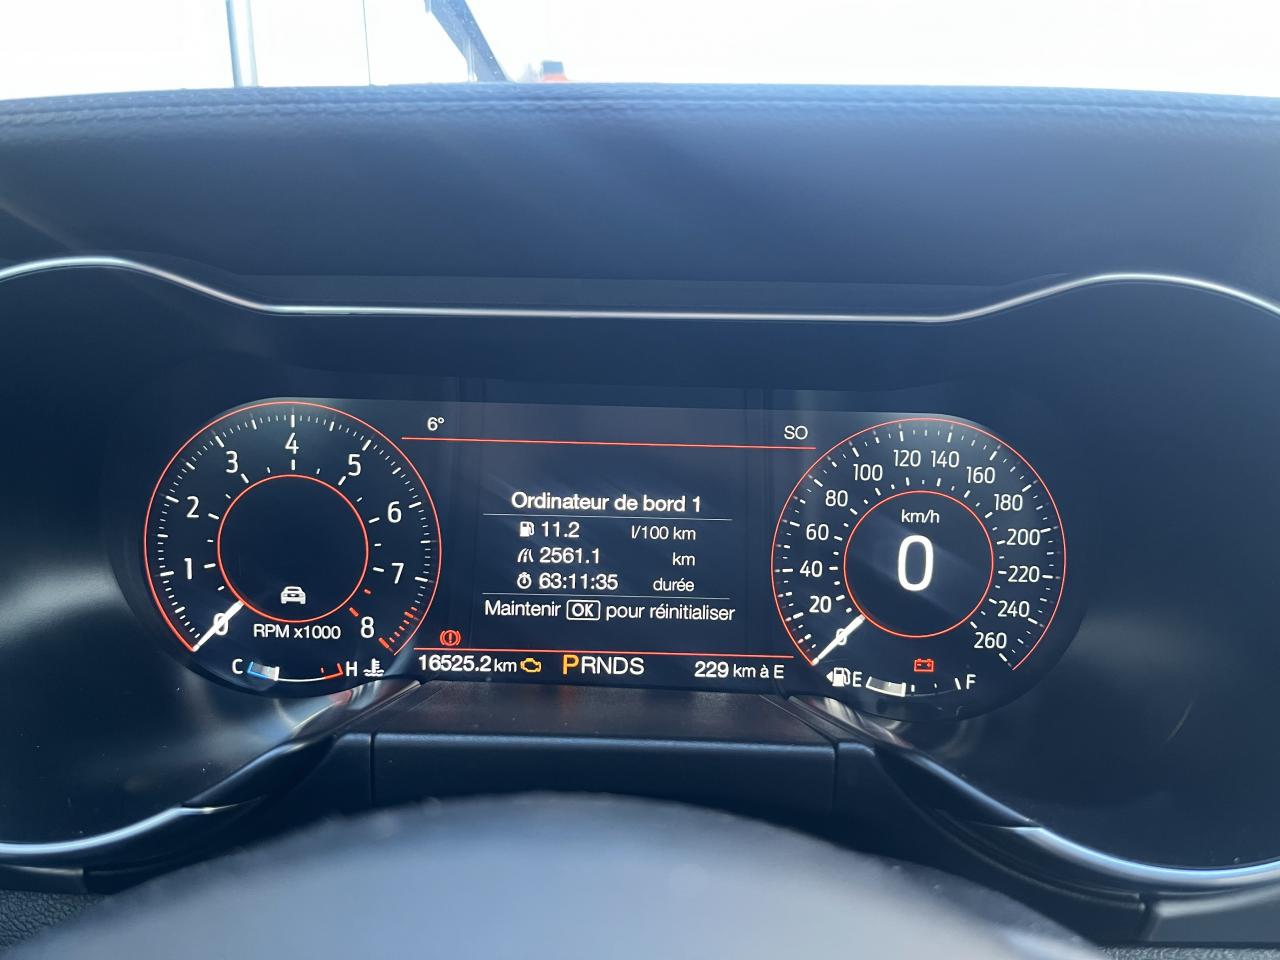 6°
SO
Ordinateur de bord 1
11.2 l/100 km
2561.1 km
63:11:35 durée
Maintenir OK pour réinitialiser
0 1 2 3 4 5 6 7 8
RPM x1000
C H
16525.2 km
PRNDS
229 km à E
0 20 40 60 80 100 120 140 160 180 200 220 240 260
km/h
0
E F